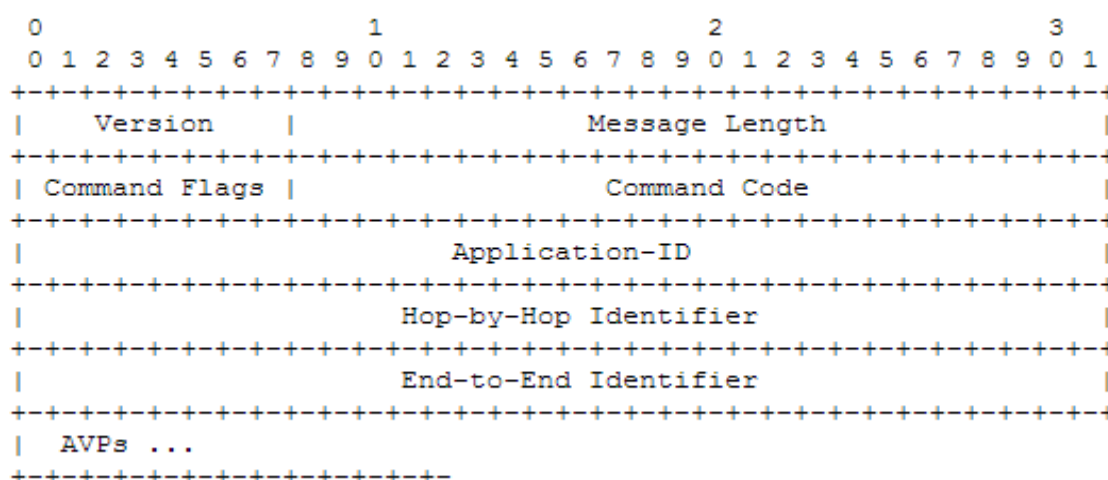 0                   1                   2                   3
0 1 2 3 4 5 6 7 8 9 0 1 2 3 4 5 6 7 8 9 0 1 2 3 4 5 6 7 8 9 0 1
+-+-+-+-+-+-+-+-+-+-+-+-+-+-+-+-+-+-+-+-+-+-+-+-+-+-+-+-+-+-+-+-+
|    Version    |                 Message Length                |
+-+-+-+-+-+-+-+-+-+-+-+-+-+-+-+-+-+-+-+-+-+-+-+-+-+-+-+-+-+-+-+-+
| Command Flags |                  Command Code                 |
+-+-+-+-+-+-+-+-+-+-+-+-+-+-+-+-+-+-+-+-+-+-+-+-+-+-+-+-+-+-+-+-+
|                         Application-ID                        |
+-+-+-+-+-+-+-+-+-+-+-+-+-+-+-+-+-+-+-+-+-+-+-+-+-+-+-+-+-+-+-+-+
|                      Hop-by-Hop Identifier                    |
+-+-+-+-+-+-+-+-+-+-+-+-+-+-+-+-+-+-+-+-+-+-+-+-+-+-+-+-+-+-+-+-+
|                      End-to-End Identifier                    |
+-+-+-+-+-+-+-+-+-+-+-+-+-+-+-+-+-+-+-+-+-+-+-+-+-+-+-+-+-+-+-+-+
|  AVPs ...
+-+-+-+-+-+-+-+-+-+-+-+-+-